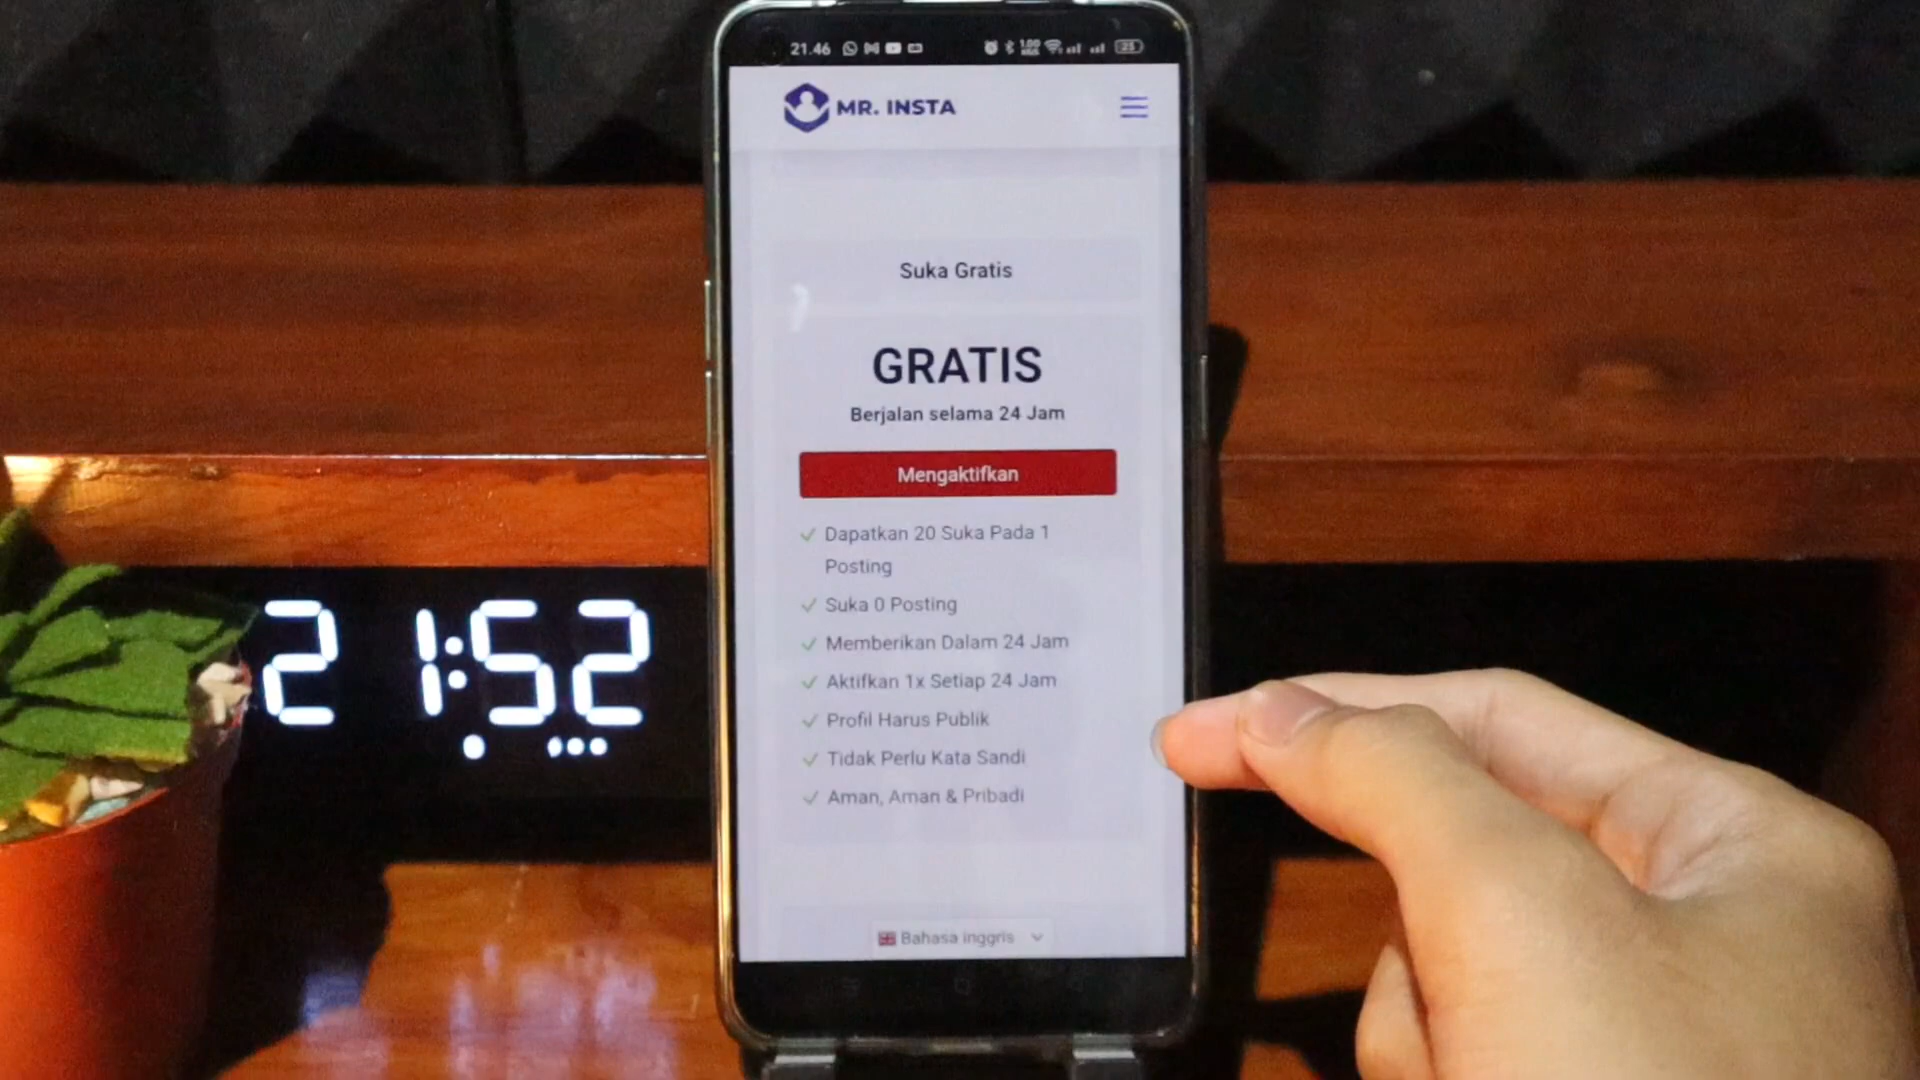 21.46
25
MR. INSTA
Suka Gratis
GRATIS
Berjalan selama 24 Jam
Mengaktifkan
Dapatkan 20 Suka Pada 1
Posting
Suka 0 Posting
Memberikan Dalam 24 Jam
Aktifkan 1x Setiap 24 Jam
Profil Harus Publik
Tidak Perlu Kata Sandi
Aman, Aman & Pribadi
Bahasa inggris
21:52